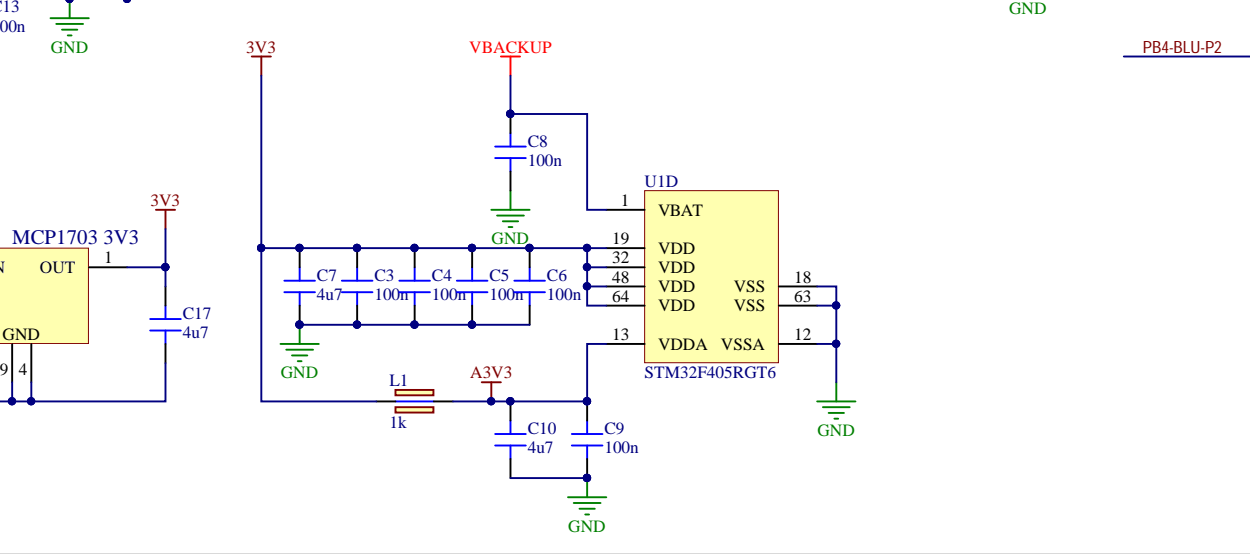 GND
GND
PB4-BLU-P2
3V3
VBACKUP
C8
100n
GND
U1D
1
VBAT
19
VDD
32
VDD
48
VDD
64
VDD
13
VDDA
VSS
18
VSS
63
VSSA
12
STM32F405RGT6
GND
3V3
MCP1703 3V3
OUT
1
GND
9
4
C17
4u7
C7
4u7
C3
100n
C4
100n
C5
100n
C6
100n
GND
L1
1k
A3V3
C10
4u7
C9
100n
GND